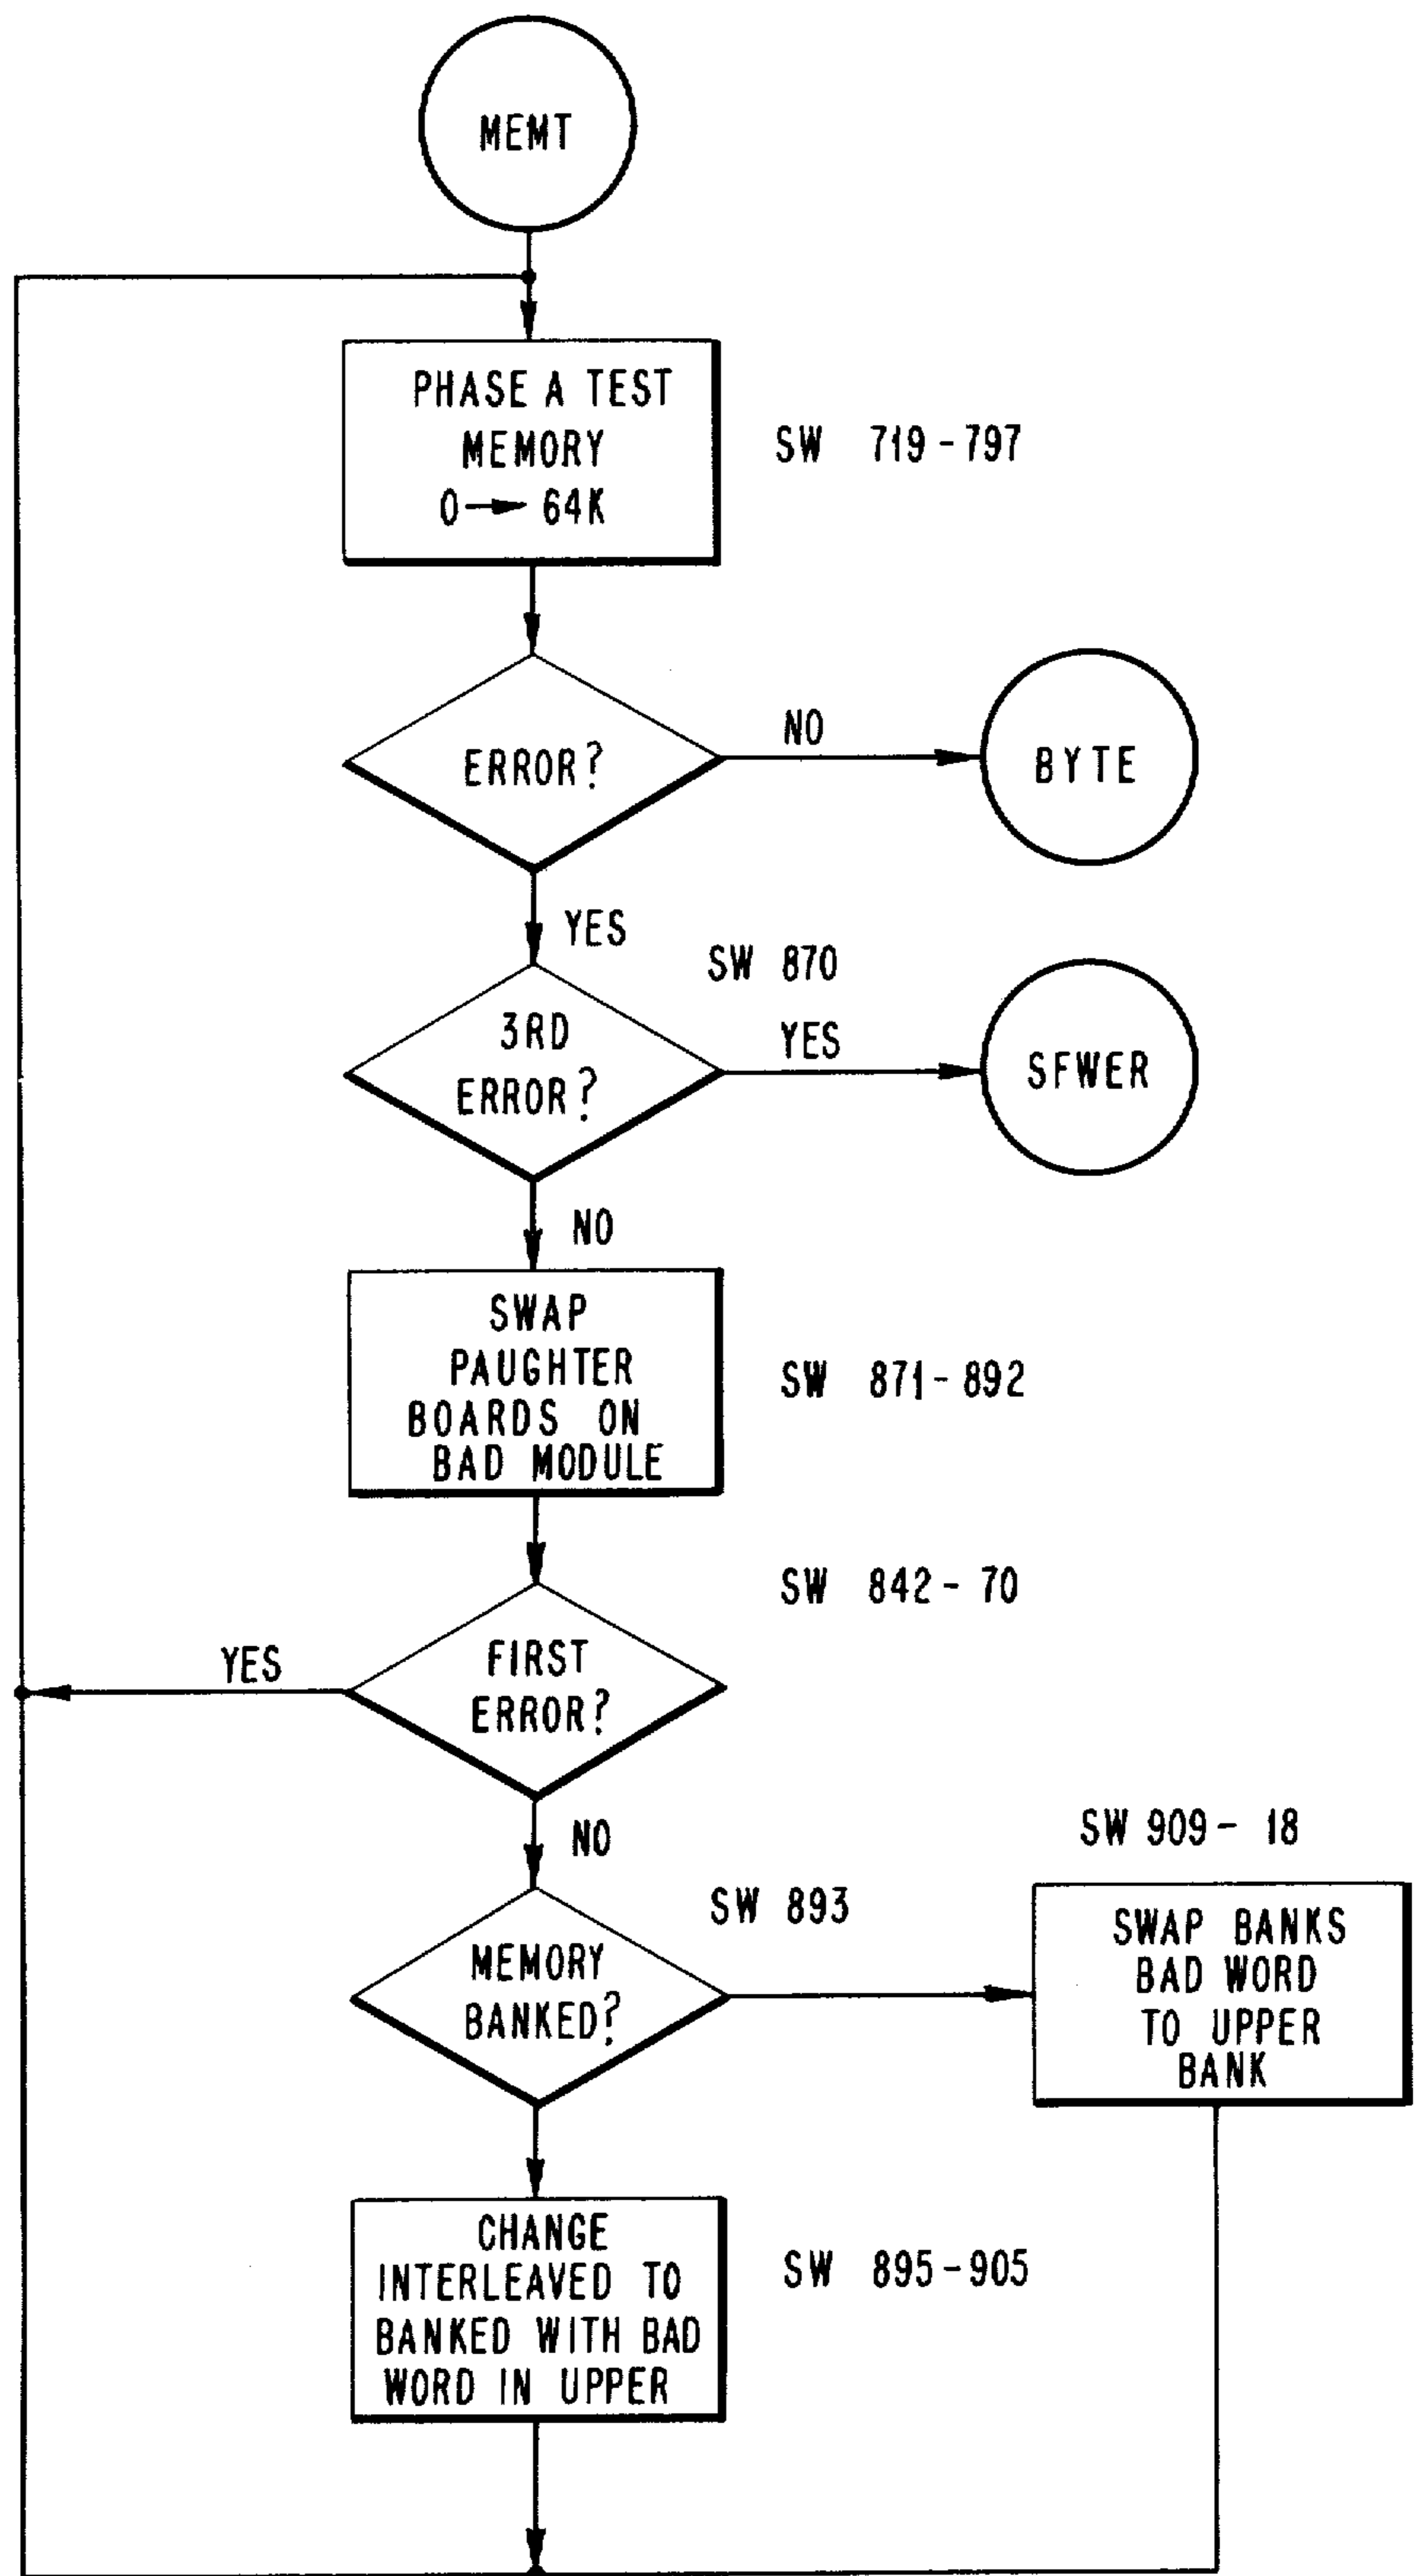 MEMT
PHASE A TEST
MEMORY
0 → 64K
SW 719-797
ERROR?
NO
BYTE
YES
SW 870
3RD
ERROR?
YES
SFWER
NO
SWAP
PAUGHTER
BOARDS ON
BAD MODULE
SW 871-892
SW 842-70
FIRST
ERROR?
YES
NO
SW 909- 18
SW 893
MEMORY
BANKED?
SWAP BANKS
BAD WORD
TO UPPER
BANK
CHANGE
INTERLEAVED TO
BANKED WITH BAD
WORD IN UPPER
SW 895-905